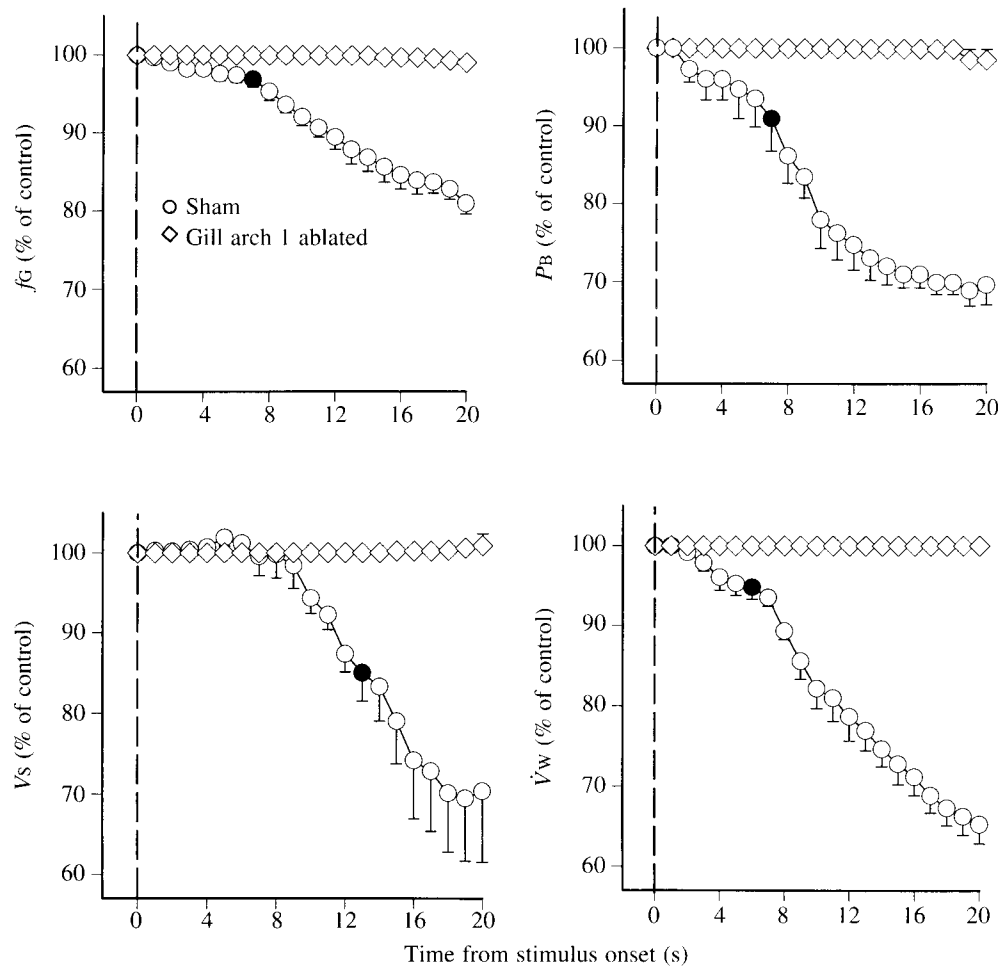 100
90
80
70
60
fG (% of control)
Sham
Gill arch 1 ablated
0 4 8 12 16 20
100
90
80
70
60
PB (% of control)
0 4 8 12 16 20
100
90
80
70
60
VS (% of control)
0 4 8 12 16 20
100
90
80
70
60
V̇W (% of control)
0 4 8 12 16 20
Time from stimulus onset (s)